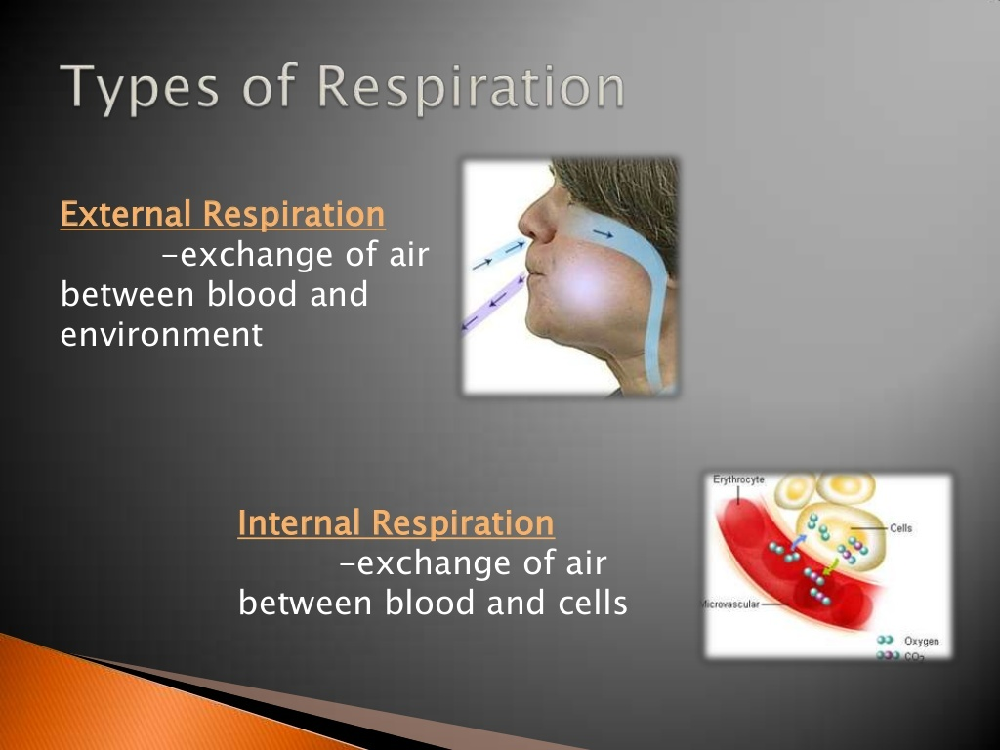 Types of Respiration
External Respiration
-exchange of air
between blood and
environment
Internal Respiration
-exchange of air
between blood and cells
Erythrocyte
Cells
Microvascular
Oxygen
CO₂